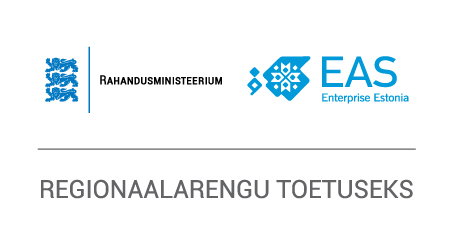 RAHANDUSMINISTEERIUM
EAS
Enterprise Estonia
REGIONAALARENGU TOETUSEKS